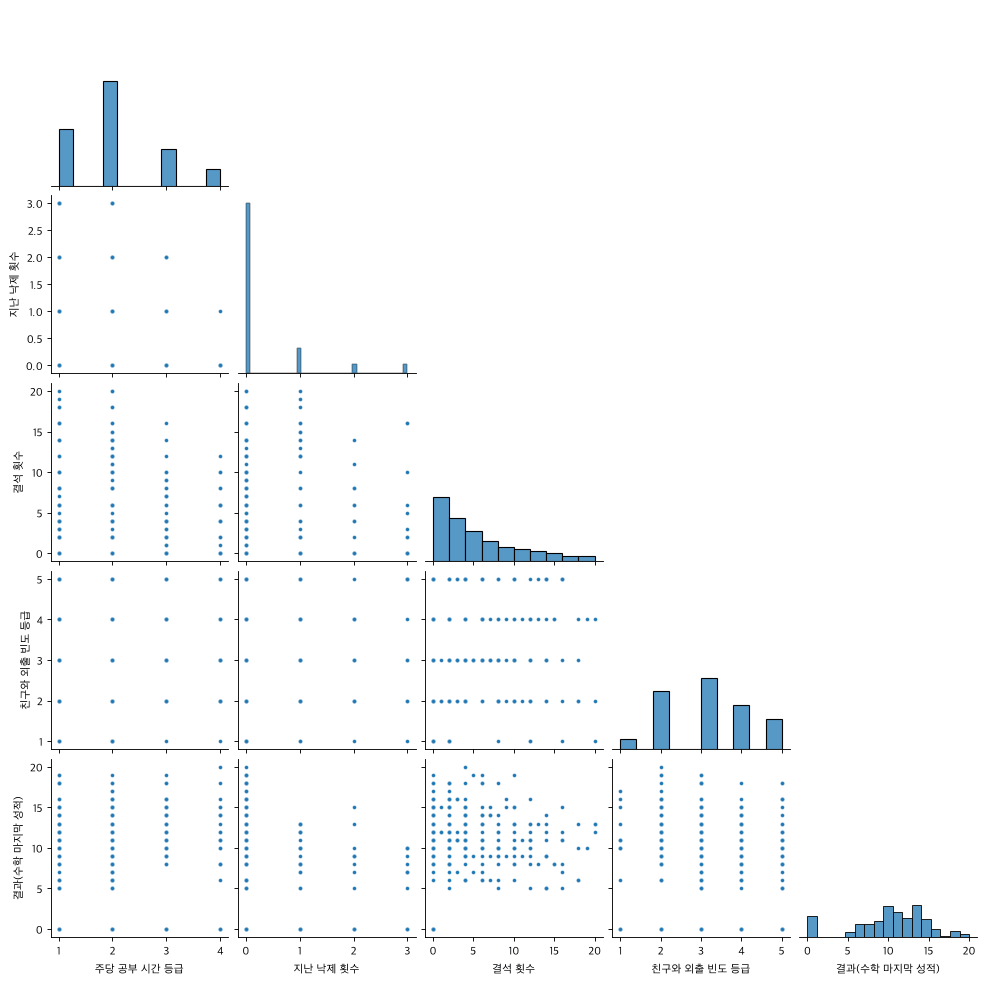 3.0
2.5
2.0
1.5
1.0
0.5
0.0
지난 낙제 횟수
20
15
10
5
0
결석 횟수
5
4
3
2
1
친구와 외출 빈도 등급
20
15
10
5
0
결과(수학 마지막 성적)
1 2 3 4
0 1 2 3
0 5 10 15 20
1 2 3 4 5
0 5 10 15 20
주당 공부 시간 등급
지난 낙제 횟수
결석 횟수
친구와 외출 빈도 등급
결과(수학 마지막 성적)